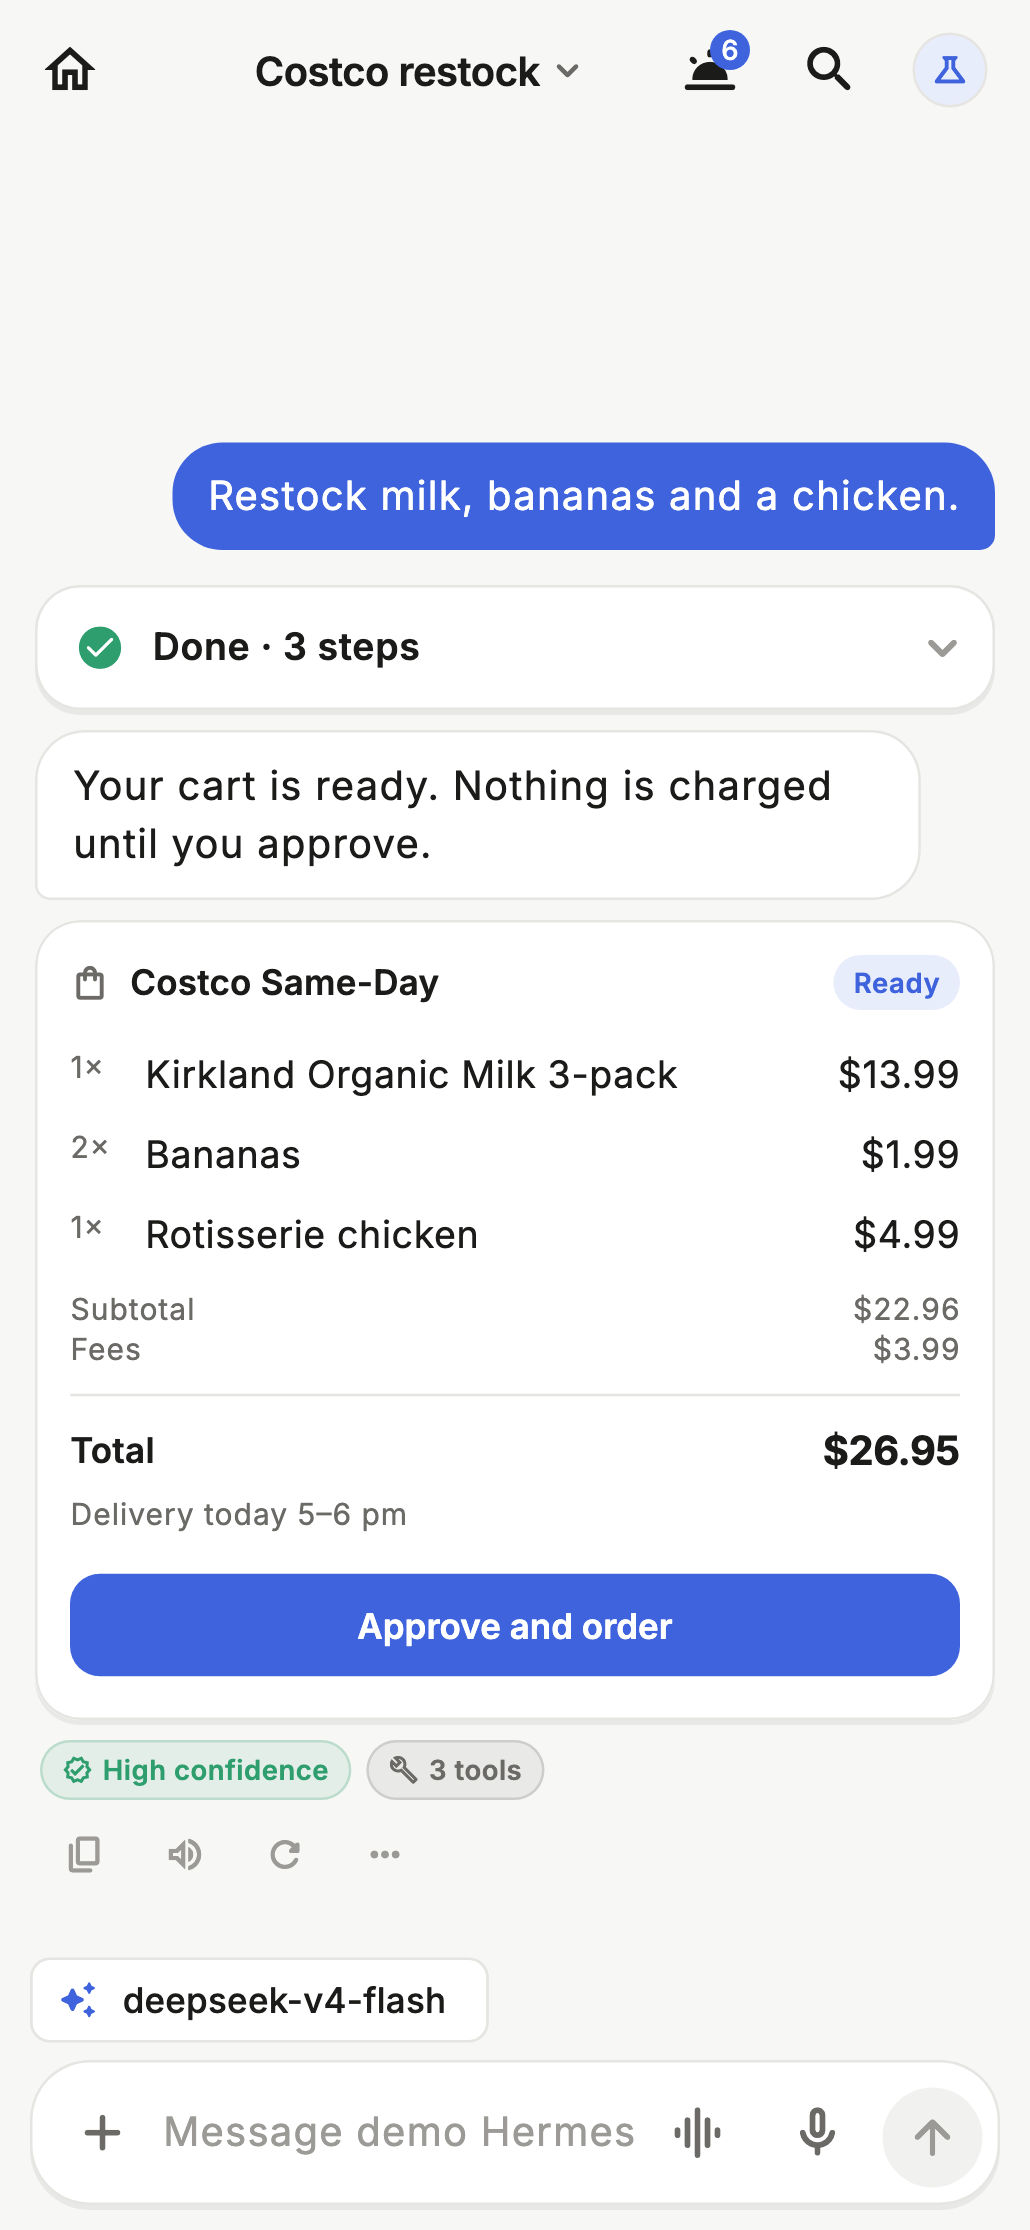 Costco restock
6
Restock milk, bananas and a chicken.
Done · 3 steps
Your cart is ready. Nothing is charged
until you approve.
Costco Same-Day
Ready
1× Kirkland Organic Milk 3-pack $13.99
2× Bananas $1.99
1× Rotisserie chicken $4.99
Subtotal $22.96
Fees $3.99
Total $26.95
Delivery today 5–6 pm
Approve and order
High confidence
3 tools
deepseek-v4-flash
Message demo Hermes